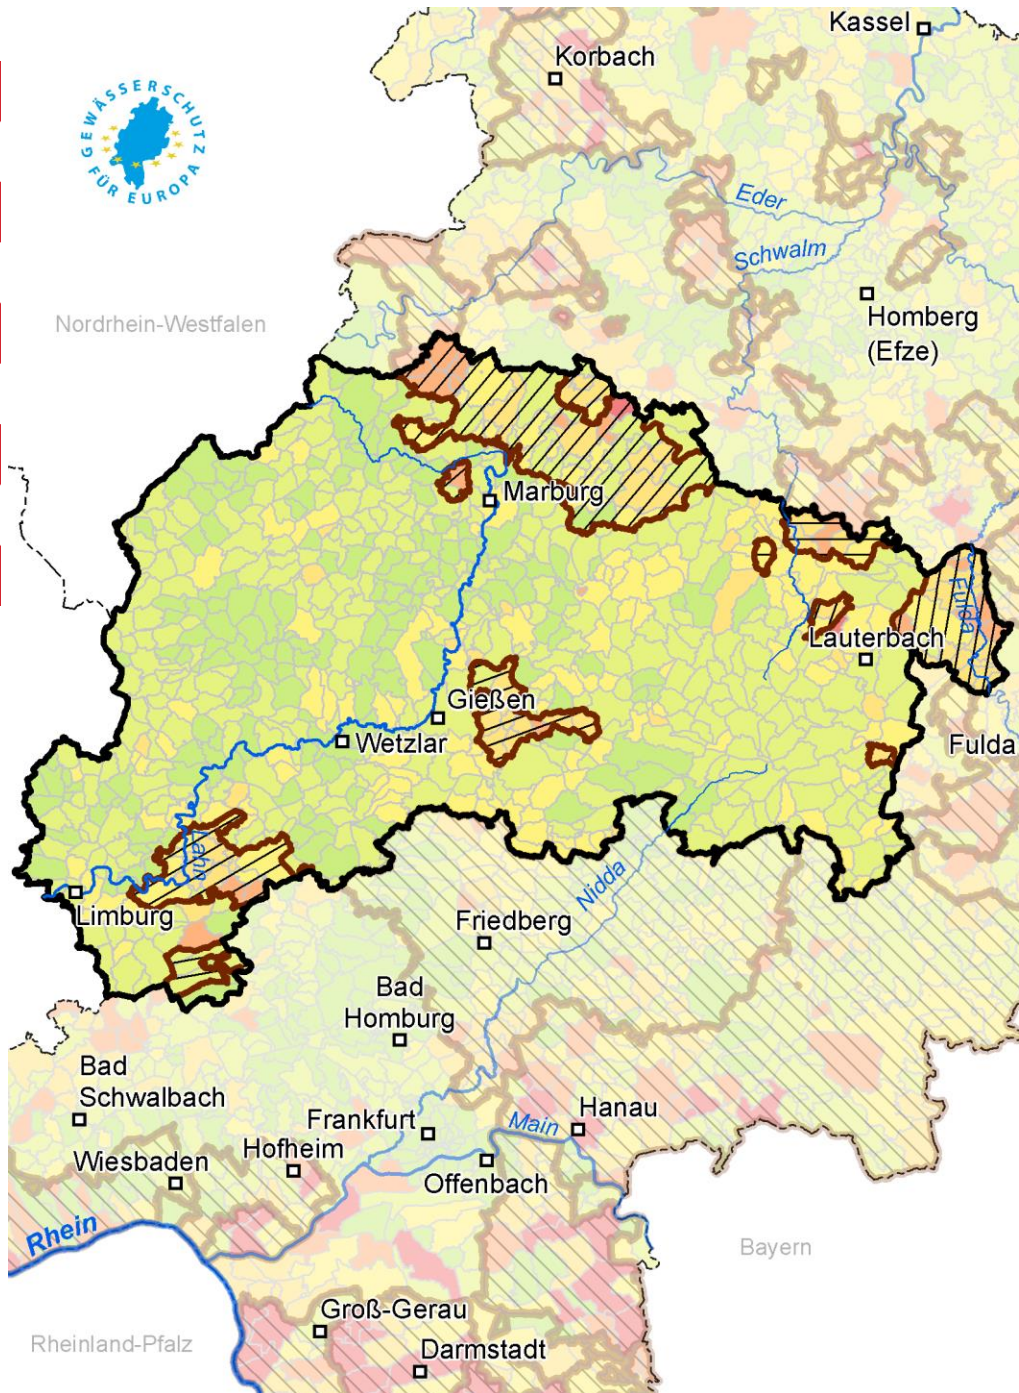 Kassel
Korbach
GEWÄSSERSCHUTZ
FÜR EUROPA
Eder
Schwalm
Nordrhein-Westfalen
Homberg
(Efze)
Marburg
Fulda
Lauterbach
Gießen
Wetzlar
Fulda
Lahn
Limburg
Nidda
Friedberg
Bad
Homburg
Bad
Schwalbach
Frankfurt
Main
Hanau
Wiesbaden
Hofheim
Offenbach
Rhein
Bayern
Groß-Gerau
Rheinland-Pfalz
Darmstadt